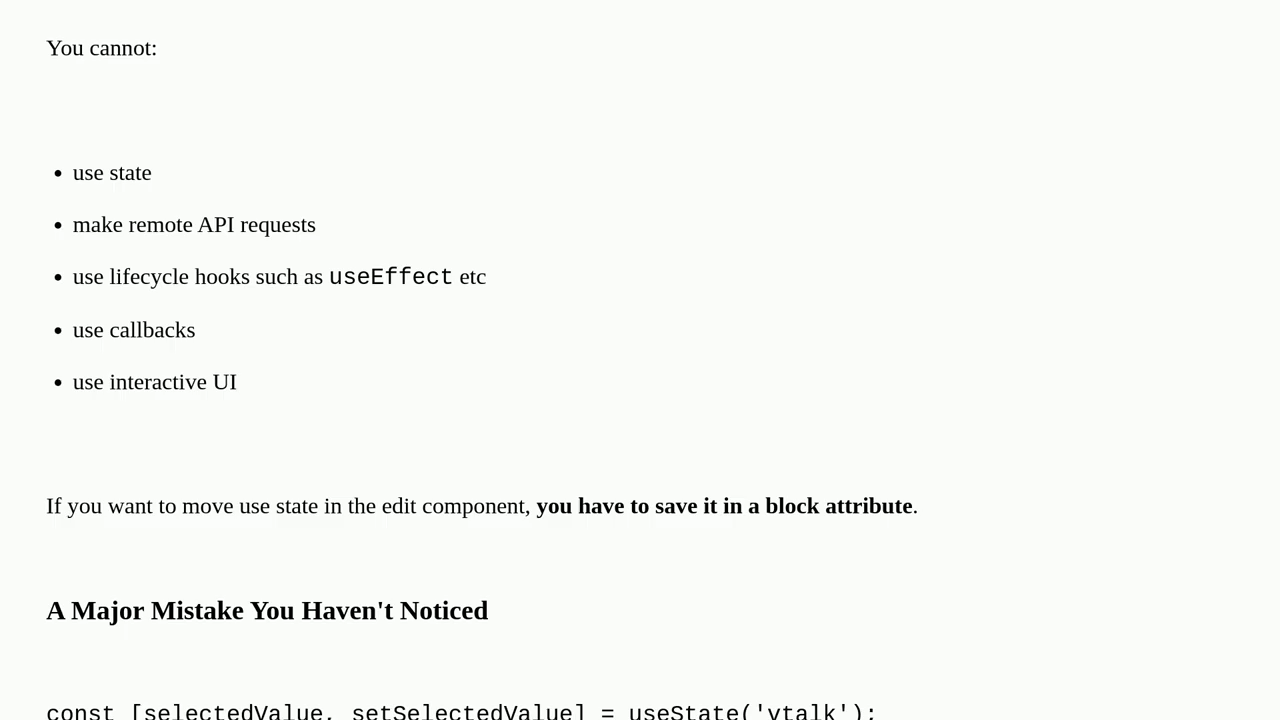 You cannot:
• use state
• make remote API requests
• use lifecycle hooks such as useEffect etc
• use callbacks
• use interactive UI
If you want to move use state in the edit component, you have to save it in a block attribute.
A Major Mistake You Haven't Noticed
const [selectedValue, setSelectedValue] = useState('vtalk');